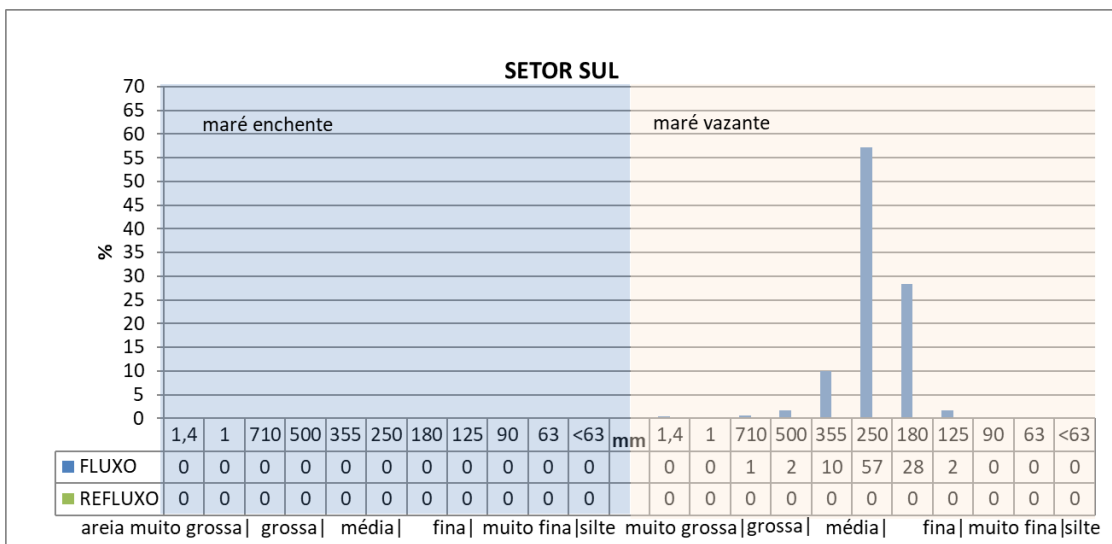 SETOR SUL
70
65
60
55
50
45
40
35
30
25
20
15
10
5
0
%
maré enchente maré vazante
1,4 1 710 500 355 250 180 125 90 63 <63 mm 1,4 1 710 500 355 250 180 125 90 63 <63
FLUXO 0 0 0 0 0 0 0 0 0 0 0 0 0 1 2 10 57 28 2 0 0 0
REFLUXO 0 0 0 0 0 0 0 0 0 0 0 0 0 0 0 0 0 0 0 0 0 0
areia muito grossa| grossa| média| fina| muito fina|silte muito grossa|grossa| média| fina| muito fina|silte